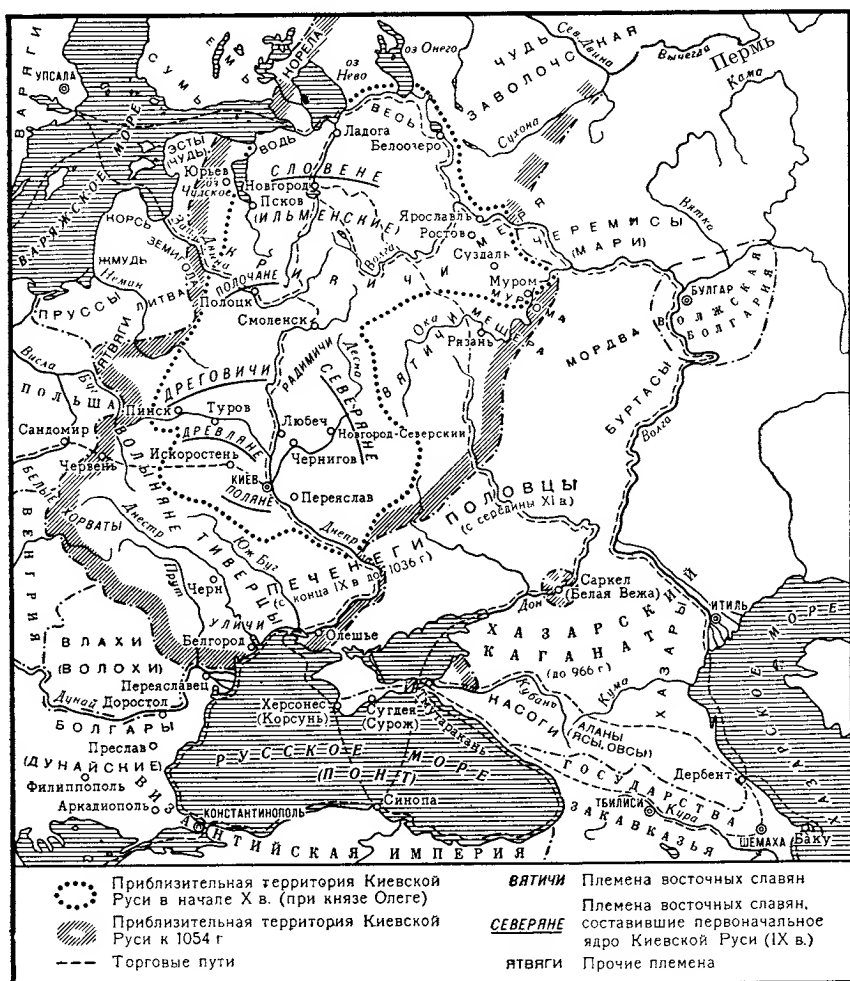 ВАРЯГИ
УПСАЛА
СУМЬ
ЕМЬ
КОРЕЛА
оз Нево
оз Онего
ЧУДЬ
ЗАВОЛОЧСКАЯ
Сев. Двина
Вычегда
Пермь
Кама
ВАРЯЖСКОЕ МОРЕ
ЭСТЫ
(ЧУДЬ)
ВОДЬ
Ладога
ВЕСЬ
Белоозеро
Сухона
Юрьев
оз
Чудское
СЛОВЕНЕ
Новгород
Псков
(ИЛЬМЕНСКИЕ)
Ярославль
Ростов
МЕРЯ
Суздаль
ЧЕРЕМИСЫ
(МАРИ)
Вятка
КОРСЬ
ЗЕМИГОЛА
Зап. Двина
ЖМУДЬ
Неман
ЛИТВА
КРИВИЧИ
Волга
ПОЛОЧАНЕ
Полоцк
Смоленск
Муром
МУРОМА
БУЛГАР
ВОЛЖСКАЯ
БОЛГАРИЯ
ПРУССЫ
ЯТВЯГИ
Ока
МЕЩЕРА
Рязань
МОРДВА
ВЯТИЧИ
Висла
Буг
ПОЛЬША
ДРЕГОВИЧИ
РАДИМИЧИ
Десна
СЕВЕРЯНЕ
БУРТАСЫ
Волга
Пинск
Туров
Любеч
Новгород-Северский
Сандомир
ДРЕВЛЯНЕ
Искоростень
Чернигов
Червень
ВОЛЫНЯНЕ
КИЕВ
ПОЛЯНЕ
Переяслав
ПОЛОВЦЫ
(с середины XI в.)
БЕЛЫЕ
ХОРВАТЫ
ВЕНГРИЯ
Днестр
Днепр
Юж Буг
ПЕЧЕНЕГИ
(с конца IX в до 1036 г)
ТИВЕРЦЫ
Прут
Черн
УЛИЧИ
Белгород
Олешье
Дон
Саркел
(Белая Вежа)
ИТИЛЬ
ХАЗАРСКИЙ
КАГАНАТ
(до 966 г)
ХАЗАРЫ
ХАЗАРСКОЕ МОРЕ
ВЛАХИ
(ВОЛОХИ)
Переяславец
Дунай
Доростол
Херсонес
(Корсунь)
Сугдея
(Сурож)
Тмутаракань
Кубань
Кума
КАСОГИ
АЛАНЫ
(ЯСЫ, ОВСЫ)
БОЛГАРЫ
Преслав
(ДУНАЙСКИЕ)
РУССКОЕ МОРЕ
(ПОНТ)
ГОСУДАРСТВА
ЗАКАВКАЗЬЯ
Дербент
Филиппополь
Аркадиополь
КОНСТАНТИНОПОЛЬ
Синопа
ТБИЛИСИ
Кура
ШЕМАХА
Баку
ВИЗАНТИЙСКАЯ ИМПЕРИЯ
Приблизительная территория Киевской
Руси в начале X в. (при князе Олеге)
Приблизительная территория Киевской
Руси к 1054 г
Торговые пути
ВЯТИЧИ Племена восточных славян
Племена восточных славян,
СЕВЕРЯНЕ составившие первоначальное
ядро Киевской Руси (IX в.)
ЯТВЯГИ Прочие племена